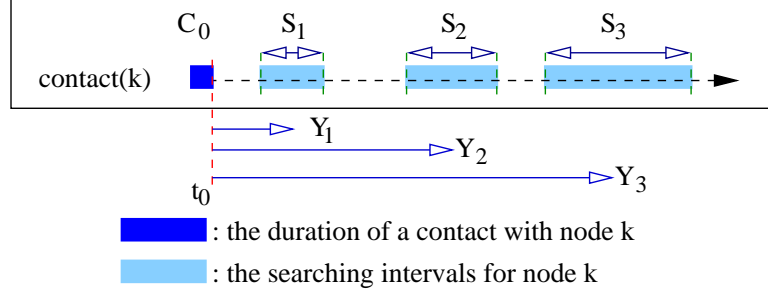 C0 S1 S2 S3
contact(k)
Y1
Y2
Y3
t0
: the duration of a contact with node k
: the searching intervals for node k